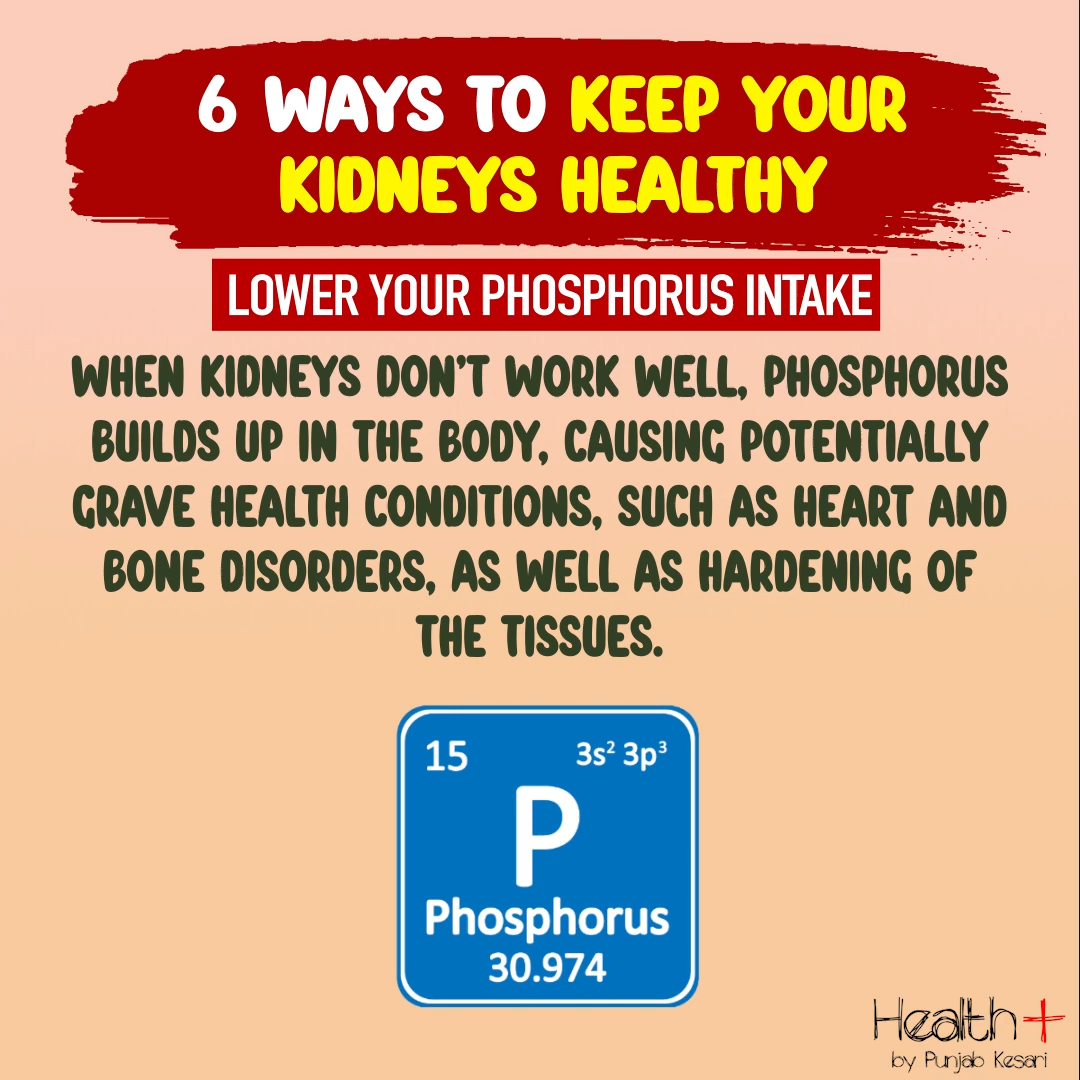 6 WAYS TO KEEP YOUR
KIDNEYS HEALTHY
LOWER YOUR PHOSPHORUS INTAKE
WHEN KIDNEYS DON'T WORK WELL, PHOSPHORUS
BUILDS UP IN THE BODY, CAUSING POTENTIALLY
GRAVE HEALTH CONDITIONS, SUCH AS HEART AND
BONE DISORDERS, AS WELL AS HARDENING OF
THE TISSUES.
15 3s² 3p³
P
Phosphorus
30.974
Health+
by Punjab Kesari